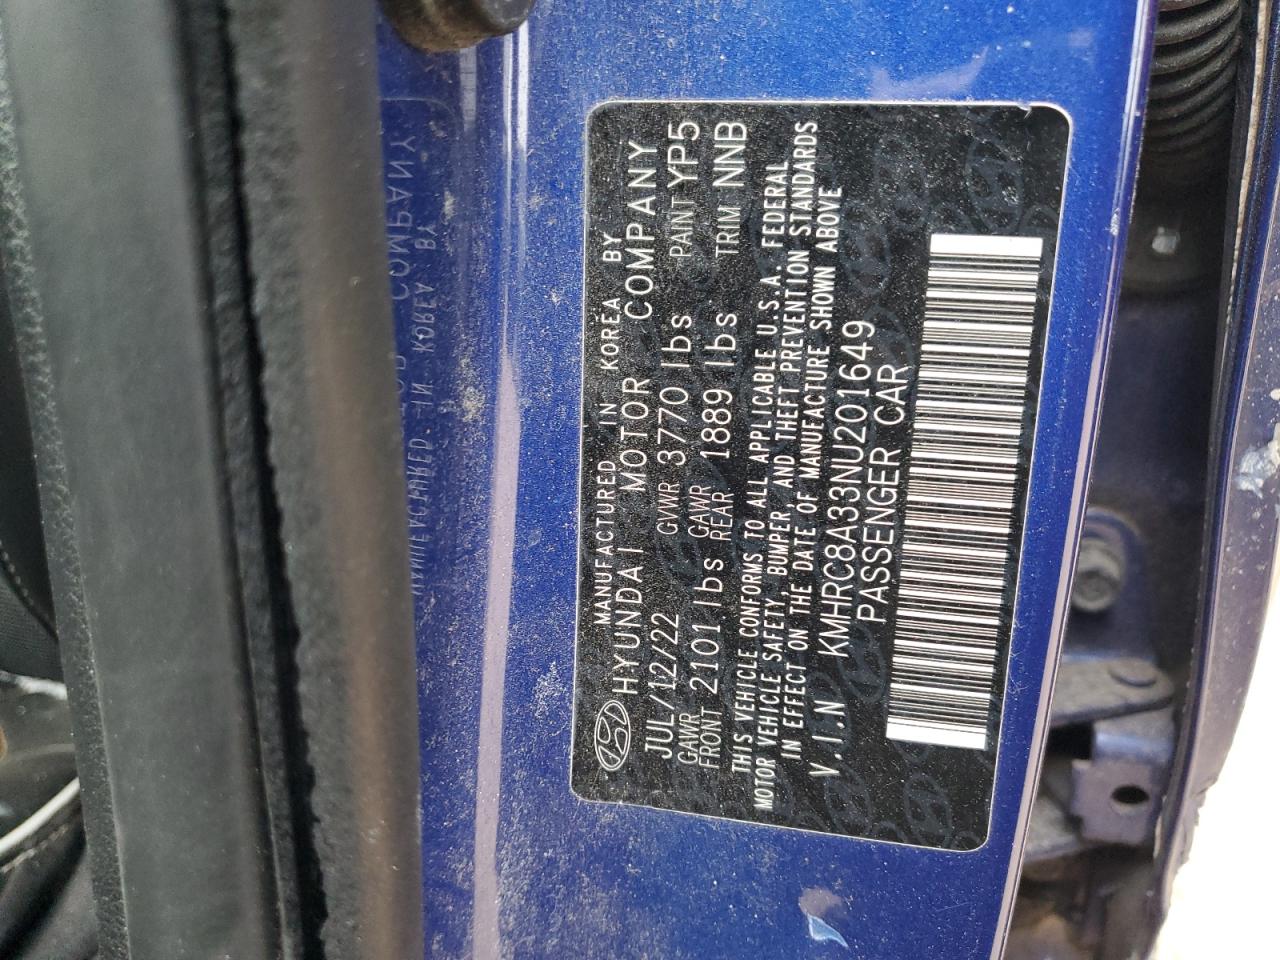 MANUFACTURED IN KOREA BY
HYUNDAI MOTOR COMPANY
JUL/12/22 GVWR 3770 lbs PAINT YP5
GAWR FRONT 2101 lbs GAWR REAR 1889 lbs TRIM NNB
THIS VEHICLE CONFORMS TO ALL APPLICABLE U.S.A. FEDERAL
MOTOR VEHICLE SAFETY, BUMPER, AND THEFT PREVENTION STANDARDS
IN EFFECT ON THE DATE OF MANUFACTURE SHOWN ABOVE
V.I.N KMHRC8A33NU201649
PASSENGER CAR